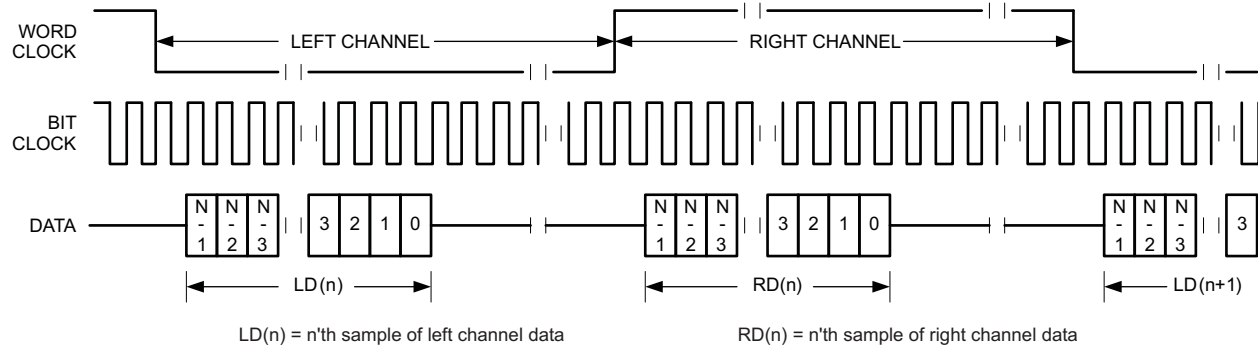 WORD
CLOCK
LEFT CHANNEL
RIGHT CHANNEL
BIT
CLOCK
DATA
N-1 N-2 N-3 3 2 1 0 N-1 N-2 N-3 3 2 1 0 N-1 N-2 N-3 3
LD(n) RD(n) LD(n+1)
LD(n) = n'th sample of left channel data
RD(n) = n'th sample of right channel data